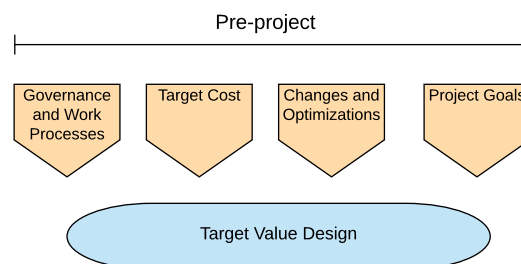 Pre-project
Governance
and Work
Processes
Target Cost
Changes and
Optimizations
Project Goals
Target Value Design